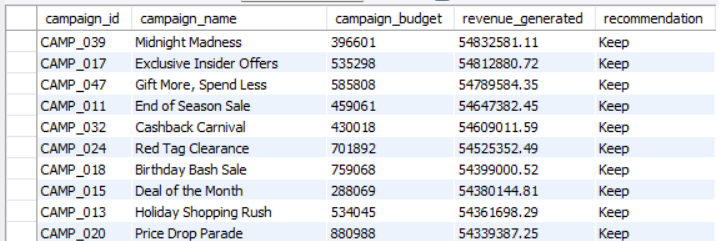 campaign_id campaign_name campaign_budget revenue_generated recommendation
CAMP_039 Midnight Madness 396601 54832581.11 Keep
CAMP_017 Exclusive Insider Offers 535298 54812880.72 Keep
CAMP_047 Gift More, Spend Less 585808 54789584.35 Keep
CAMP_011 End of Season Sale 459061 54647382.45 Keep
CAMP_032 Cashback Carnival 430018 54609011.59 Keep
CAMP_024 Red Tag Clearance 701892 54525352.49 Keep
CAMP_018 Birthday Bash Sale 759068 54399000.52 Keep
CAMP_015 Deal of the Month 288069 54380144.81 Keep
CAMP_013 Holiday Shopping Rush 534045 54361698.29 Keep
CAMP_020 Price Drop Parade 880988 54339387.25 Keep